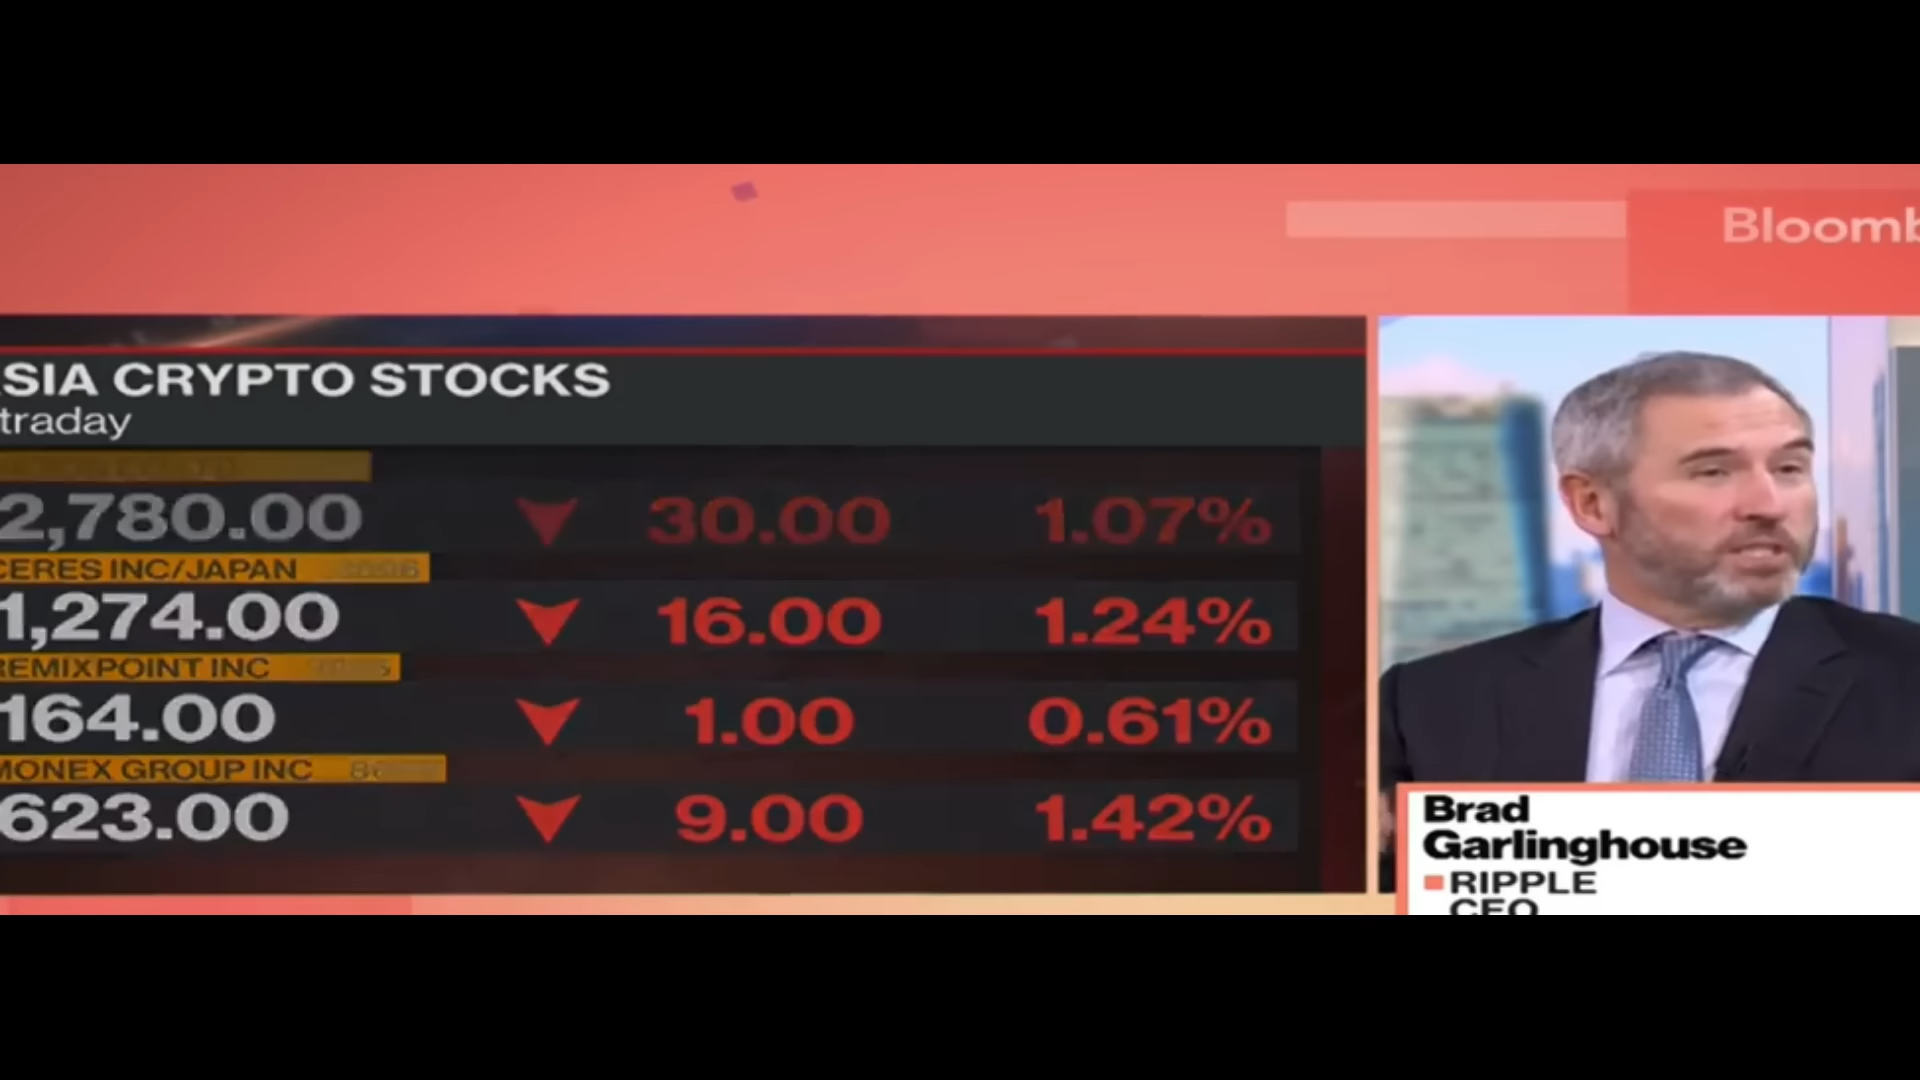 Bloomb
SIA CRYPTO STOCKS
traday
2,780.00 30.00 1.07%
CERES INC/JAPAN
1,274.00 16.00 1.24%
REMIXPOINT INC
164.00 1.00 0.61%
MONEX GROUP INC
623.00 9.00 1.42%
Brad
Garlinghouse
RIPPLE
CEO